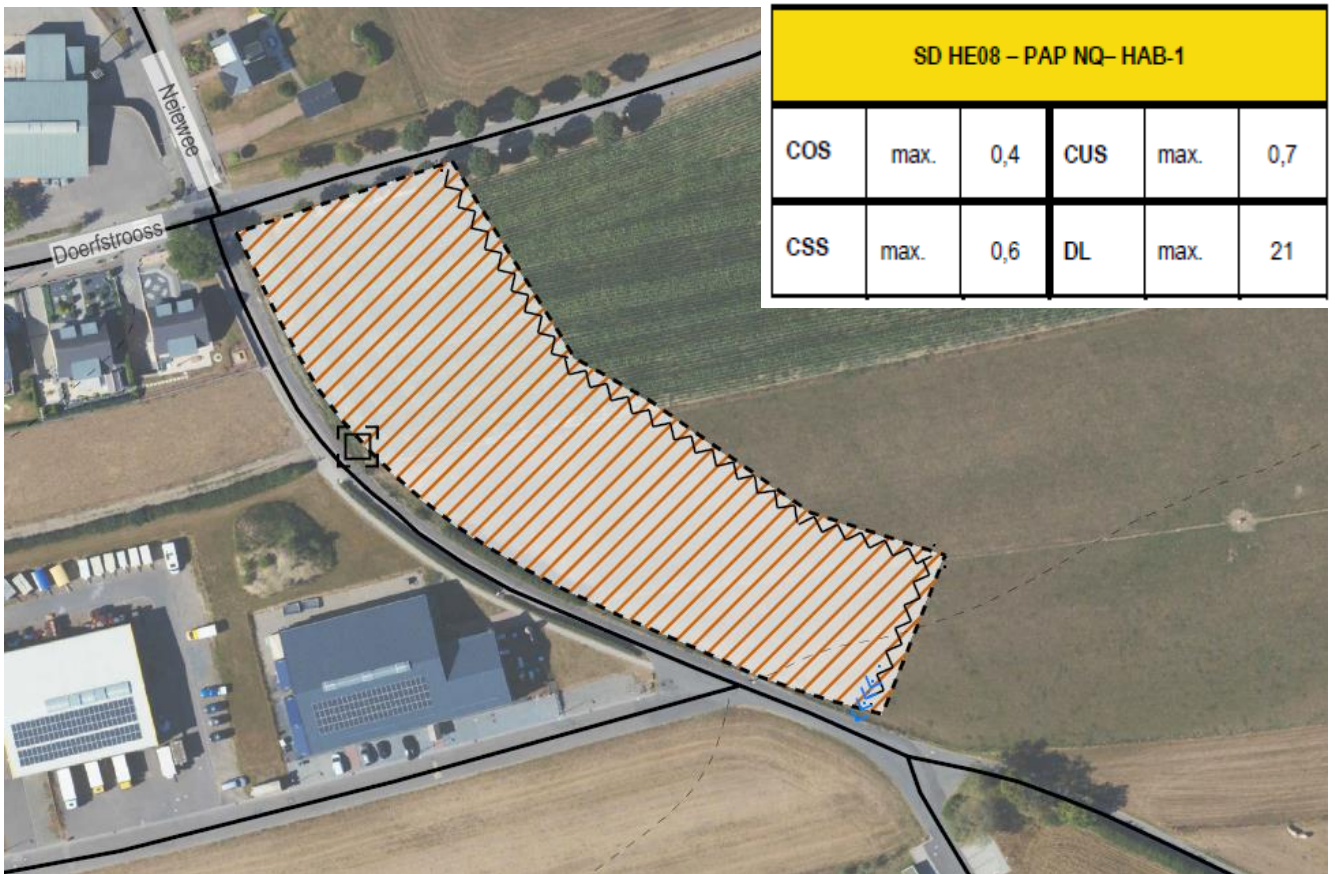 SD HE08 – PAP NQ– HAB-1
COS max. 0,4 CUS max. 0,7
CSS max. 0,6 DL max. 21
Neiewee
Doerfstrooss